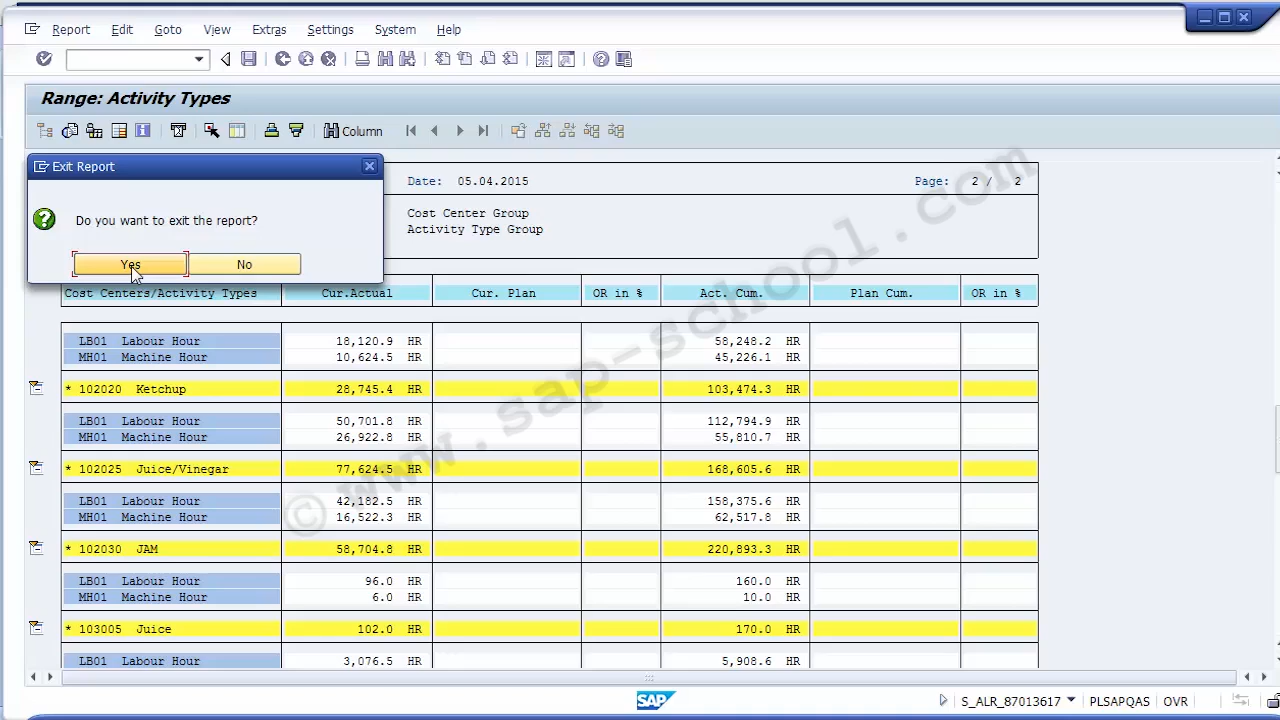 Report Edit Goto View Extras Settings System Help
Range: Activity Types
Column
Exit Report
Do you want to exit the report?
Yes No
Date: 05.04.2015 Page: 2 / 2
Cost Center Group
Activity Type Group
Cost Centers/Activity Types Cur.Actual Cur. Plan OR in % Act. Cum. Plan Cum. OR in %
LB01 Labour Hour 18,120.9 HR 58,248.2 HR
MH01 Machine Hour 10,624.5 HR 45,226.1 HR
* 102020 Ketchup 28,745.4 HR 103,474.3 HR
LB01 Labour Hour 50,701.8 HR 112,794.9 HR
MH01 Machine Hour 26,922.8 HR 55,810.7 HR
* 102025 Juice/Vinegar 77,624.5 HR 168,605.6 HR
LB01 Labour Hour 42,182.5 HR 158,375.6 HR
MH01 Machine Hour 16,522.3 HR 62,517.8 HR
* 102030 JAM 58,704.8 HR 220,893.3 HR
LB01 Labour Hour 96.0 HR 160.0 HR
MH01 Machine Hour 6.0 HR 10.0 HR
* 103005 Juice 102.0 HR 170.0 HR
LB01 Labour Hour 3,076.5 HR 5,908.6 HR
© www.sap-school.com
SAP S_ALR_87013617 PLSAPQAS OVR